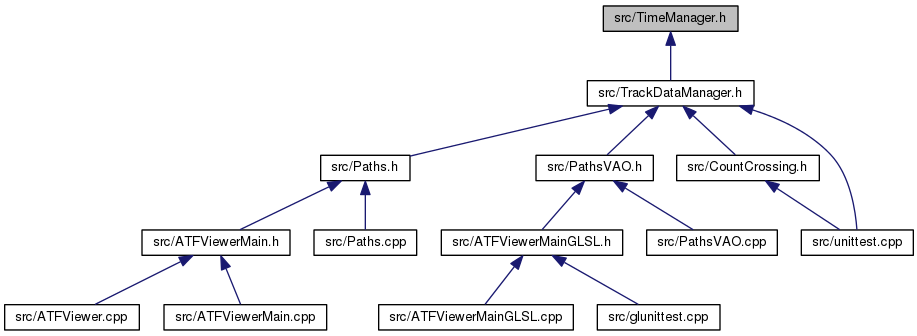 src/TimeManager.h
src/TrackDataManager.h
src/Paths.h
src/PathsVAO.h
src/CountCrossing.h
src/ATFViewerMain.h
src/Paths.cpp
src/ATFViewerMainGLSL.h
src/PathsVAO.cpp
src/unittest.cpp
src/ATFViewer.cpp
src/ATFViewerMain.cpp
src/ATFViewerMainGLSL.cpp
src/glunittest.cpp